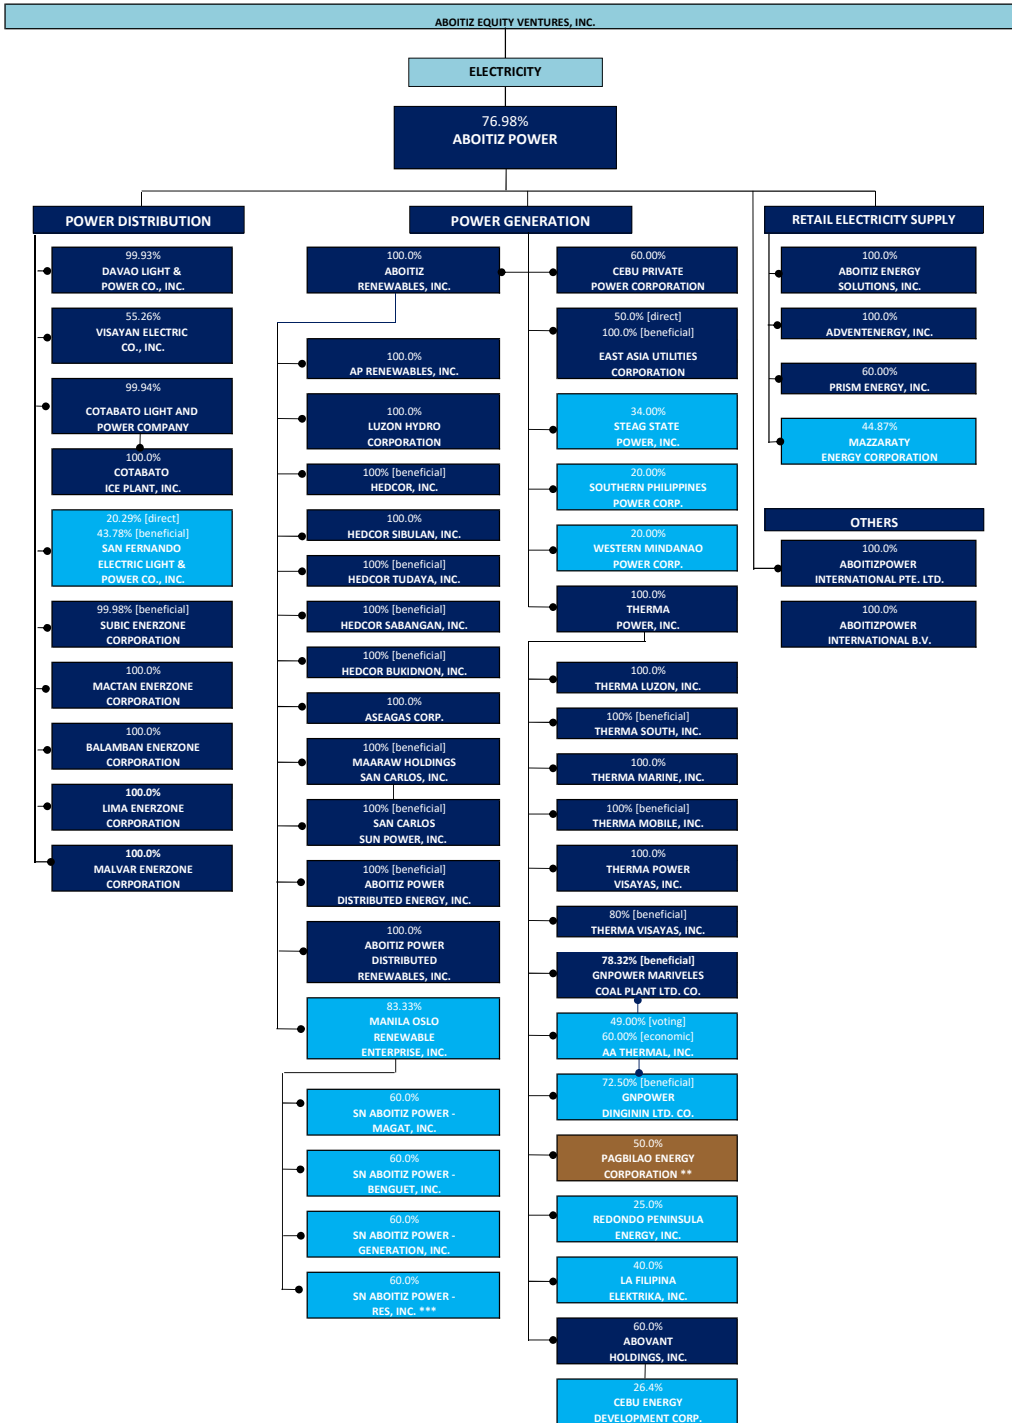 ABOITIZ EQUITY VENTURES, INC.
ELECTRICITY
76.98%
ABOITIZ POWER
POWER DISTRIBUTION
99.93%
DAVAO LIGHT &
POWER CO., INC.
55.26%
VISAYAN ELECTRIC
CO., INC.
99.94%
COTABATO LIGHT AND
POWER COMPANY
100.0%
COTABATO
ICE PLANT, INC.
20.29% [direct]
43.78% [beneficial]
SAN FERNANDO
ELECTRIC LIGHT &
POWER CO., INC.
99.98% [beneficial]
SUBIC ENERZONE
CORPORATION
100.0%
MACTAN ENERZONE
CORPORATION
100.0%
BALAMBAN ENERZONE
CORPORATION
100.0%
LIMA ENERZONE
CORPORATION
100.0%
MALVAR ENERZONE
CORPORATION
POWER GENERATION
100.0%
ABOITIZ
RENEWABLES, INC.
100.0%
AP RENEWABLES, INC.
100.0%
LUZON HYDRO
CORPORATION
100% [beneficial]
HEDCOR, INC.
100.0%
HEDCOR SIBULAN, INC.
100% [beneficial]
HEDCOR TUDAYA, INC.
100% [beneficial]
HEDCOR SABANGAN, INC.
100% [beneficial]
HEDCOR BUKIDNON, INC.
100.0%
ASEAGAS CORP.
100% [beneficial]
MAARAW HOLDINGS
SAN CARLOS, INC.
100% [beneficial]
SAN CARLOS
SUN POWER, INC.
100% [beneficial]
ABOITIZ POWER
DISTRIBUTED ENERGY, INC.
100.0%
ABOITIZ POWER
DISTRIBUTED
RENEWABLES, INC.
83.33%
MANILA OSLO
RENEWABLE
ENTERPRISE, INC.
60.0%
SN ABOITIZ POWER -
MAGAT, INC.
60.0%
SN ABOITIZ POWER -
BENGUET, INC.
60.0%
SN ABOITIZ POWER -
GENERATION, INC.
60.0%
SN ABOITIZ POWER -
RES, INC. ***
60.00%
CEBU PRIVATE
POWER CORPORATION
50.0% [direct]
100.0% [beneficial]
EAST ASIA UTILITIES
CORPORATION
34.00%
STEAG STATE
POWER, INC.
20.00%
SOUTHERN PHILIPPINES
POWER CORP.
20.00%
WESTERN MINDANAO
POWER CORP.
100.0%
THERMA
POWER, INC.
100.0%
THERMA LUZON, INC.
100% [beneficial]
THERMA SOUTH, INC.
100.0%
THERMA MARINE, INC.
100% [beneficial]
THERMA MOBILE, INC.
100.0%
THERMA POWER
VISAYAS, INC.
80% [beneficial]
THERMA VISAYAS, INC.
78.32% [beneficial]
GNPOWER MARIVELES
COAL PLANT LTD. CO.
49.00% [voting]
60.00% [economic]
AA THERMAL, INC.
72.50% [beneficial]
GNPOWER
DINGININ LTD. CO.
50.0%
PAGBILAO ENERGY
CORPORATION **
25.0%
REDONDO PENINSULA
ENERGY, INC.
40.0%
LA FILIPINA
ELEKTRIKA, INC.
60.0%
ABOVANT
HOLDINGS, INC.
26.4%
CEBU ENERGY
DEVELOPMENT CORP.
RETAIL ELECTRICITY SUPPLY
100.0%
ABOITIZ ENERGY
SOLUTIONS, INC.
100.0%
ADVENTENERGY, INC.
60.00%
PRISM ENERGY, INC.
44.87%
MAZZARATY
ENERGY CORPORATION
OTHERS
100.0%
ABOITIZPOWER
INTERNATIONAL PTE. LTD.
100.0%
ABOITIZPOWER
INTERNATIONAL B.V.